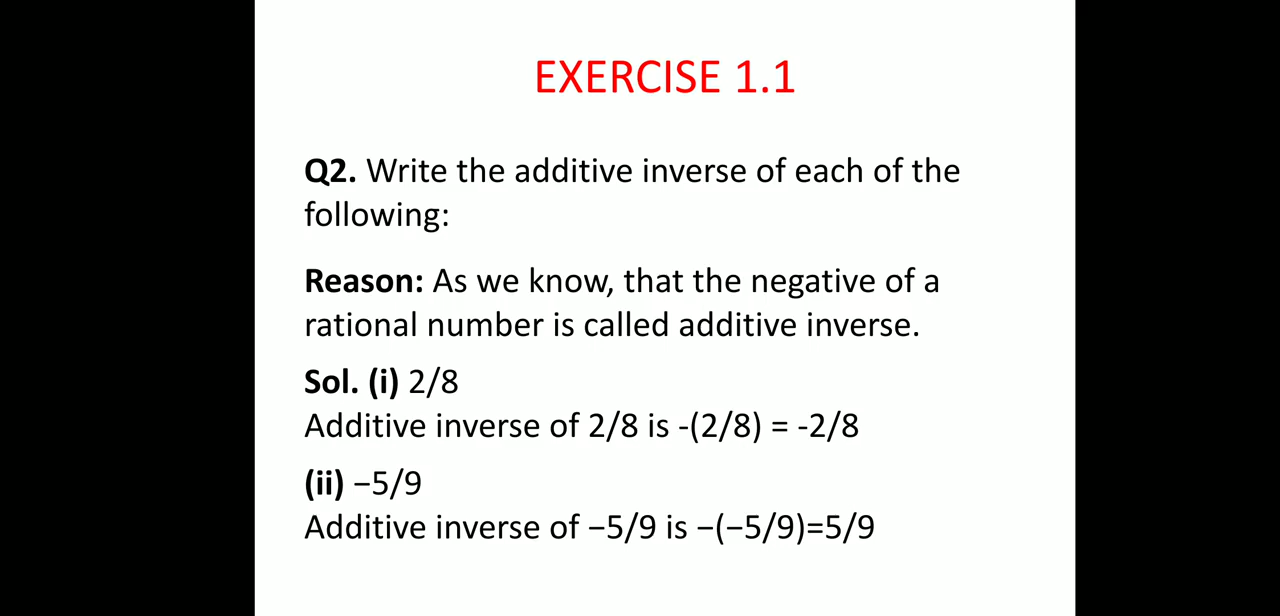 EXERCISE 1.1
Q2. Write the additive inverse of each of the
following:
Reason: As we know, that the negative of a
rational number is called additive inverse.
Sol. (i) 2/8
Additive inverse of 2/8 is -(2/8) = -2/8
(ii) −5/9
Additive inverse of −5/9 is −(−5/9)=5/9